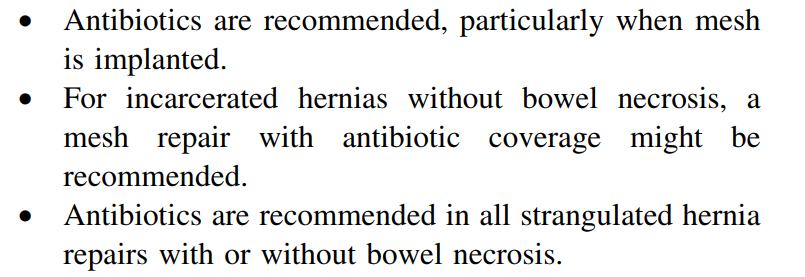 • Antibiotics are recommended, particularly when mesh
is implanted.
• For incarcerated hernias without bowel necrosis, a
mesh repair with antibiotic coverage might be
recommended.
• Antibiotics are recommended in all strangulated hernia
repairs with or without bowel necrosis.